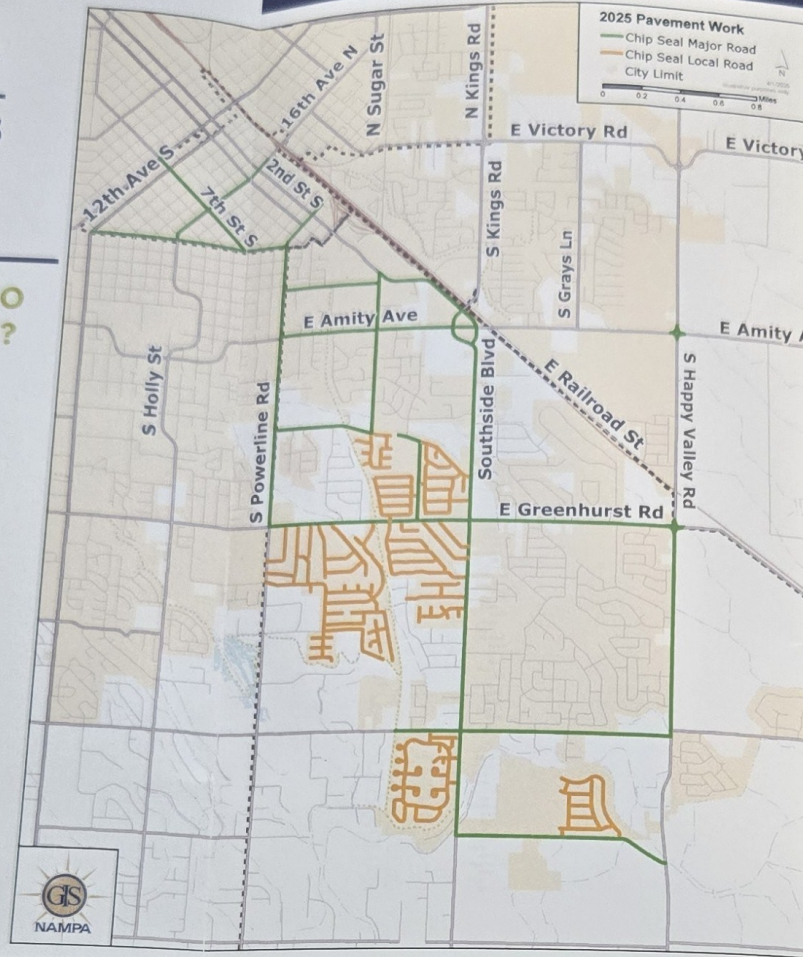 2025 Pavement Work
Chip Seal Major Road
Chip Seal Local Road
City Limit
N
0 0.2 0.4 0.6 0.8 Miles
16th Ave N
N Sugar St
N Kings Rd
E Victory Rd
E Victory
12th Ave S
2nd St S
7th St S
S Kings Rd
S Grays Ln
E Amity Ave
E Amity A
S Holly St
S Powerline Rd
Southside Blvd
E Railroad St
S Happy Valley Rd
E Greenhurst Rd
O
?
GIS
NAMPA